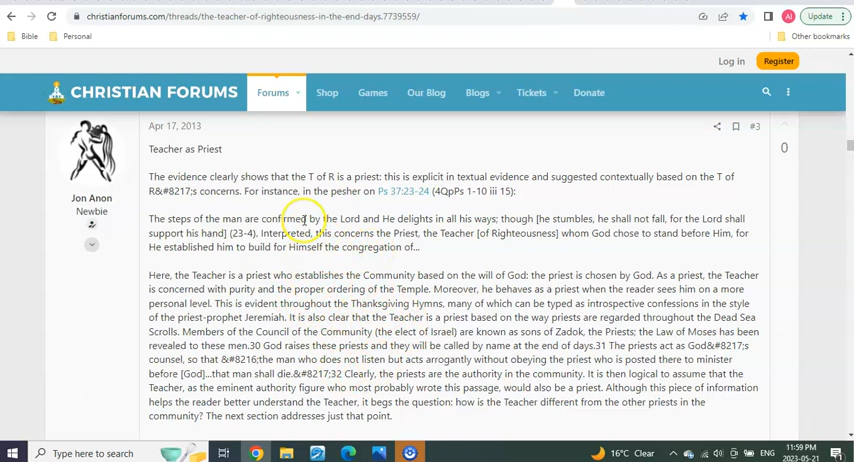 christianforums.com/threads/the-teacher-of-righteousness-in-the-end-days.7739559/
AI
Update
Bible
Personal
Other bookmarks
Log in
Register
CHRISTIAN FORUMS
Forums
Shop
Games
Our Blog
Blogs
Tickets
Donate
Apr 17, 2013
#3
Teacher as Priest
0
The evidence clearly shows that the T of R is a priest: this is explicit in textual evidence and suggested contextually based on the T of
R&#8217;s concerns. For instance, in the pesher on Ps 37:23-24 (4QpPs 1-10 iii 15):
Jon Anon
Newbie
The steps of the man are confirmed by the Lord and He delights in all his ways; though [he stumbles, he shall not fall, for the Lord shall
support his hand] (23-4). Interpreted, this concerns the Priest, the Teacher [of Righteousness] whom God chose to stand before Him, for
He established him to build for Himself the congregation of...
Here, the Teacher is a priest who establishes the Community based on the will of God: the priest is chosen by God. As a priest, the Teacher
is concerned with purity and the proper ordering of the Temple. Moreover, he behaves as a priest when the reader sees him on a more
personal level. This is evident throughout the Thanksgiving Hymns, many of which can be typed as introspective confessions in the style
of the priest-prophet Jeremiah. It is also clear that the Teacher is a priest based on the way priests are regarded throughout the Dead Sea
Scrolls. Members of the Council of the Community (the elect of Israel) are known as sons of Zadok, the Priests; the Law of Moses has been
revealed to these men.30 God raises these priests and they will be called by name at the end of days.31 The priests act as God&#8217;s
counsel, so that &#8216;the man who does not listen but acts arrogantly without obeying the priest who is posted there to minister
before [God]...that man shall die.&#8217;32 Clearly, the priests are the authority in the community. It is then logical to assume that the
Teacher, as the eminent authority figure who most probably wrote this passage, would also be a priest. Although this piece of information
helps the reader better understand the Teacher, it begs the question: how is the Teacher different from the other priests in the
community? The next section addresses just that point.
Type here to search
16°C Clear
ENG
11:59 PM
2023-05-21